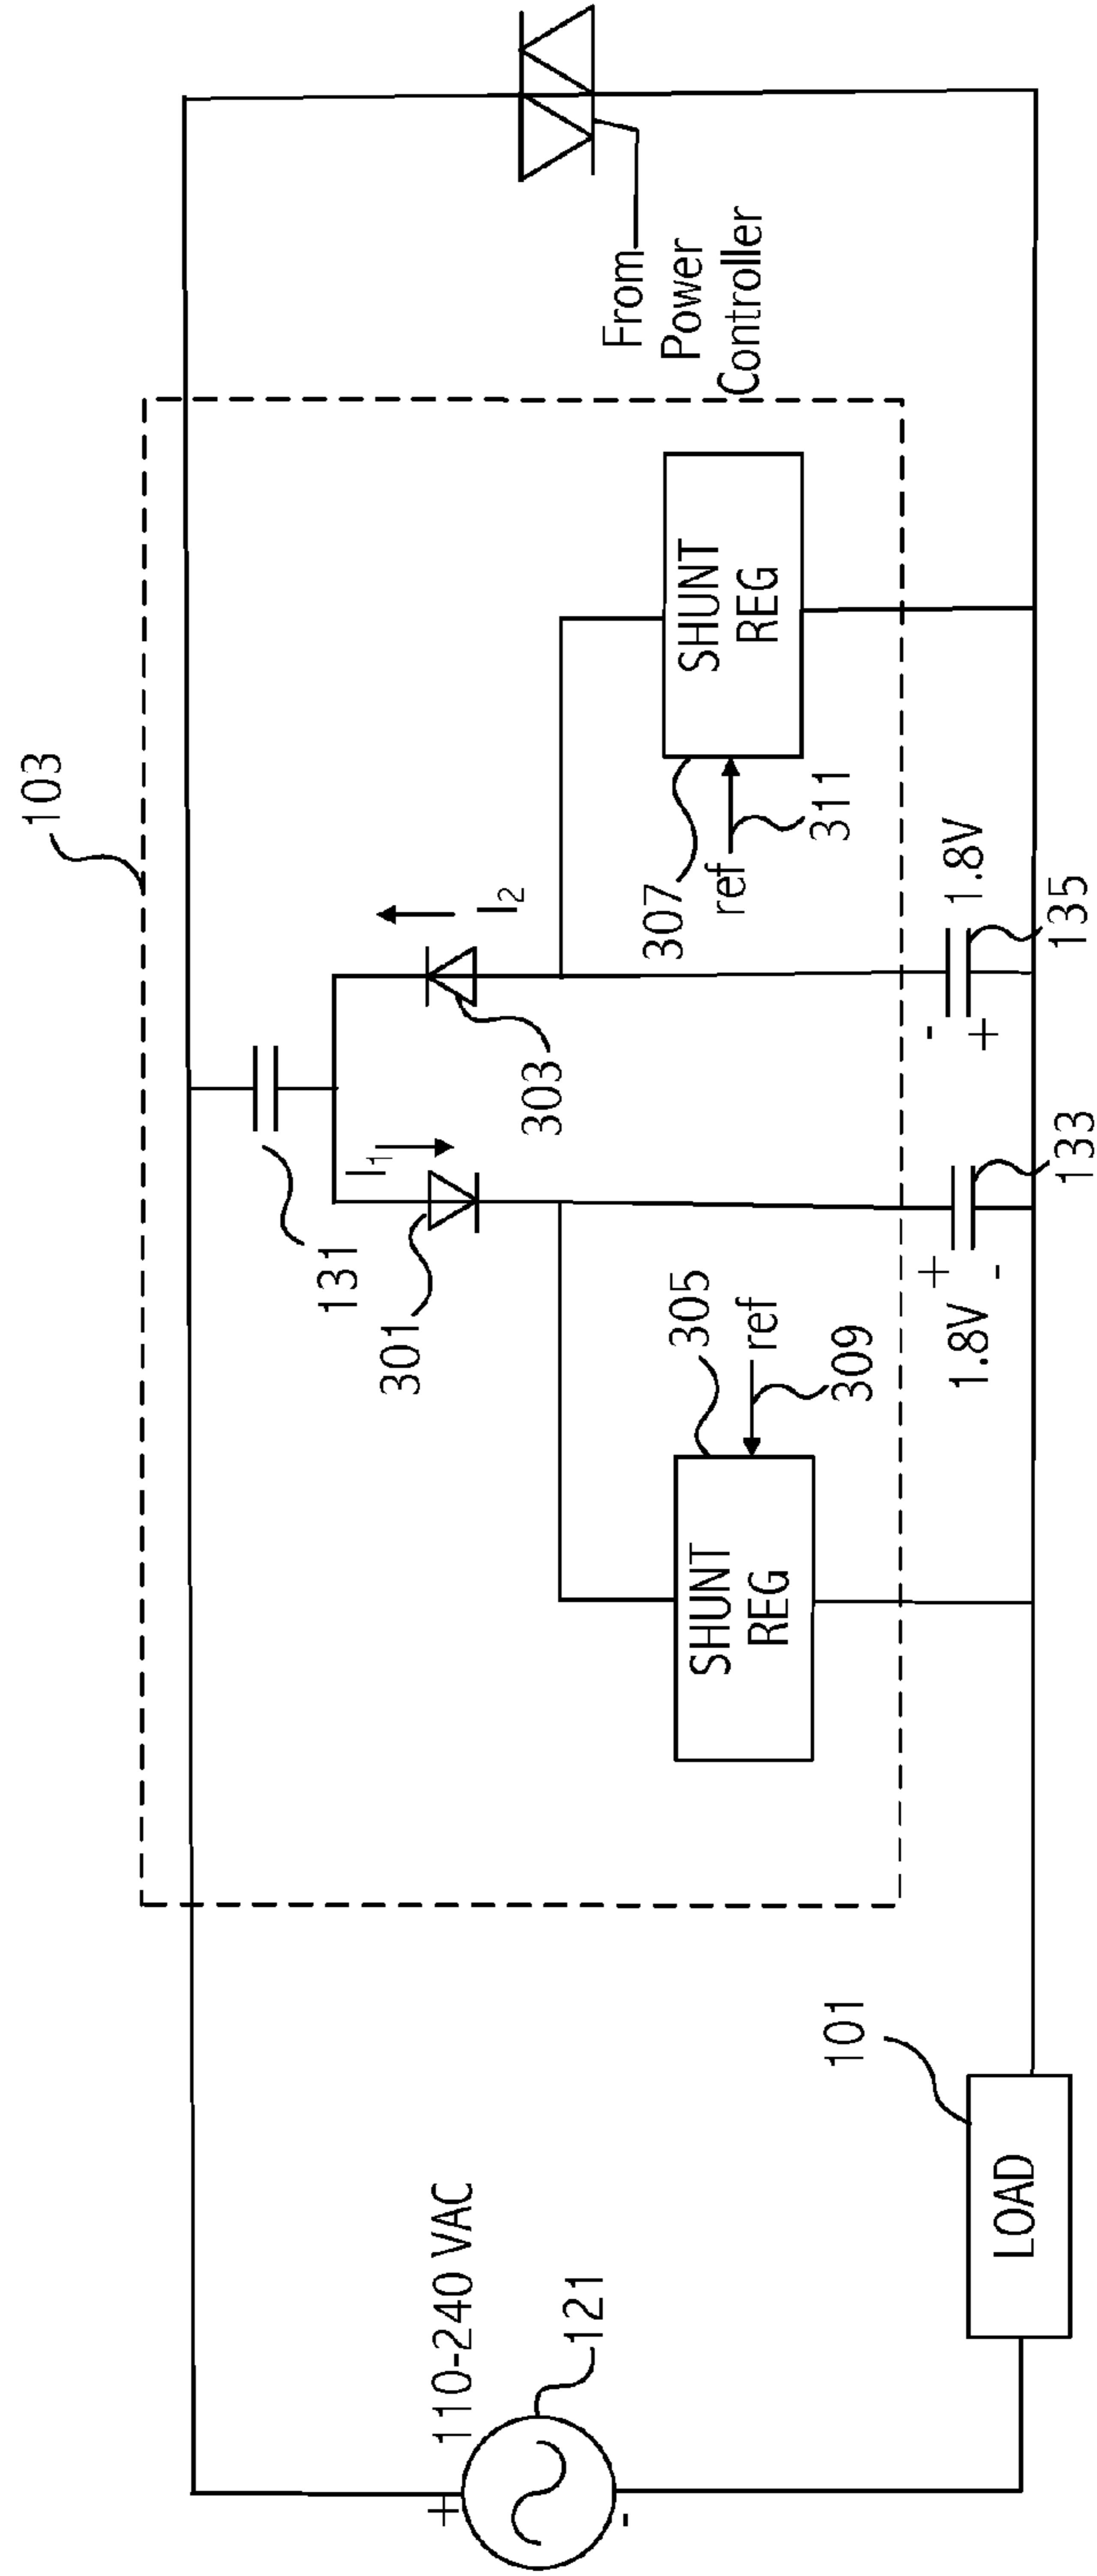 103
131
I1
I2
301
303
305
ref
309
SHUNT
REG
307
ref
311
SHUNT
REG
From
Power
Controller
+
1.8V
-
133
-
1.8V
+
135
110-240 VAC
+
121
-
101
LOAD